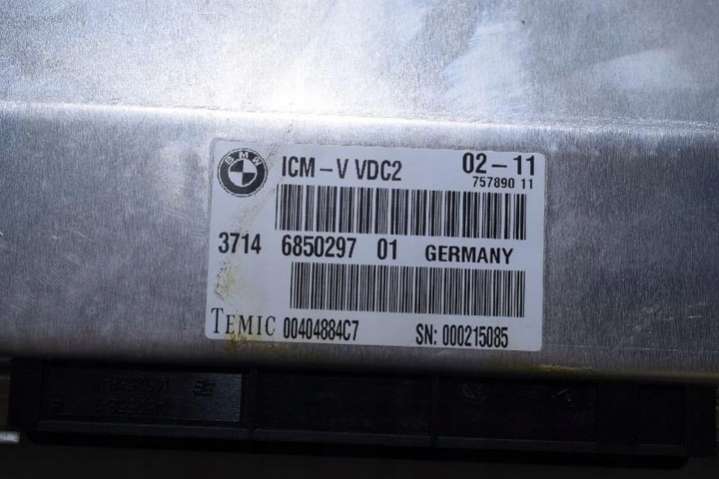 BMW
ICM-V VDC2 02-11
757890 11
3714 6850297 01 GERMANY
TEMIC 00404884C7 SN: 000215085